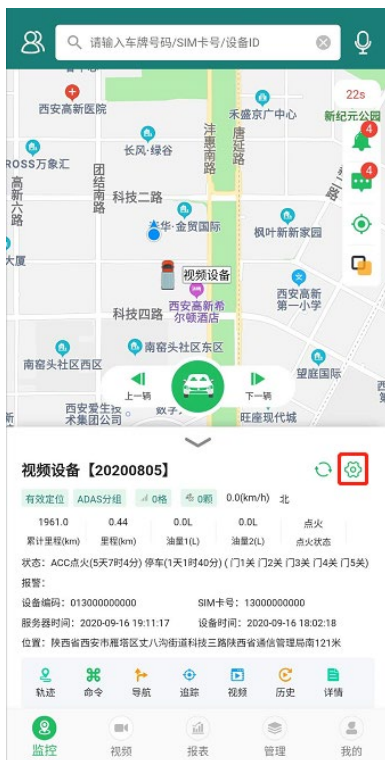 请输入车牌号码/SIM卡号/设备ID
22s
西安高新医院
禾盛京广中心
新纪元公园
4
长风·绿谷
沣惠南路
唐延路
ROSS万象汇
团结南路
高新六路
科技二路
4
金贸国际
枫叶新新家园
大厦
视频设备
西安高新希尔顿酒店
西安高新第一小学
科技四路
南窑头社区东区
南窑头社区西区
望庭国际
上一辆
下一辆
西安爱生技术集团公司
旺座现代城
视频设备【20200805】
有效定位 ADAS分组 0格 0颗 0.0(km/h) 北
1961.0 0.44 0.0L 0.0L 点火
累计里程(km) 里程(km) 油量1(L) 油量2(L) 点火状态
状态: ACC点火(5天7时4分) 停车(1天1时40分) ( 门1关 门2关 门3关 门4关 门5关)
报警:
设备编码: 013000000000 SIM卡号: 13000000000
服务器时间: 2020-09-16 19:11:17 设备时间: 2020-09-16 18:02:18
位置: 陕西省西安市雁塔区丈八沟街道科技三路陕西省通信管理局南121米
轨迹 命令 导航 追踪 视频 历史 详情
监控 视频 报表 管理 我的